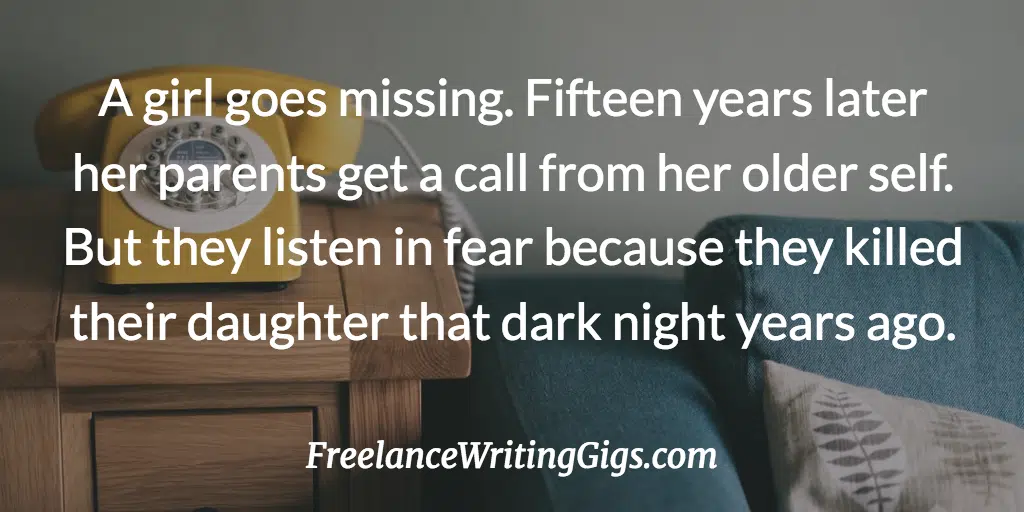 A girl goes missing. Fifteen years later
her parents get a call from her older self.
But they listen in fear because they killed
their daughter that dark night years ago.
FreelanceWritingGigs.com